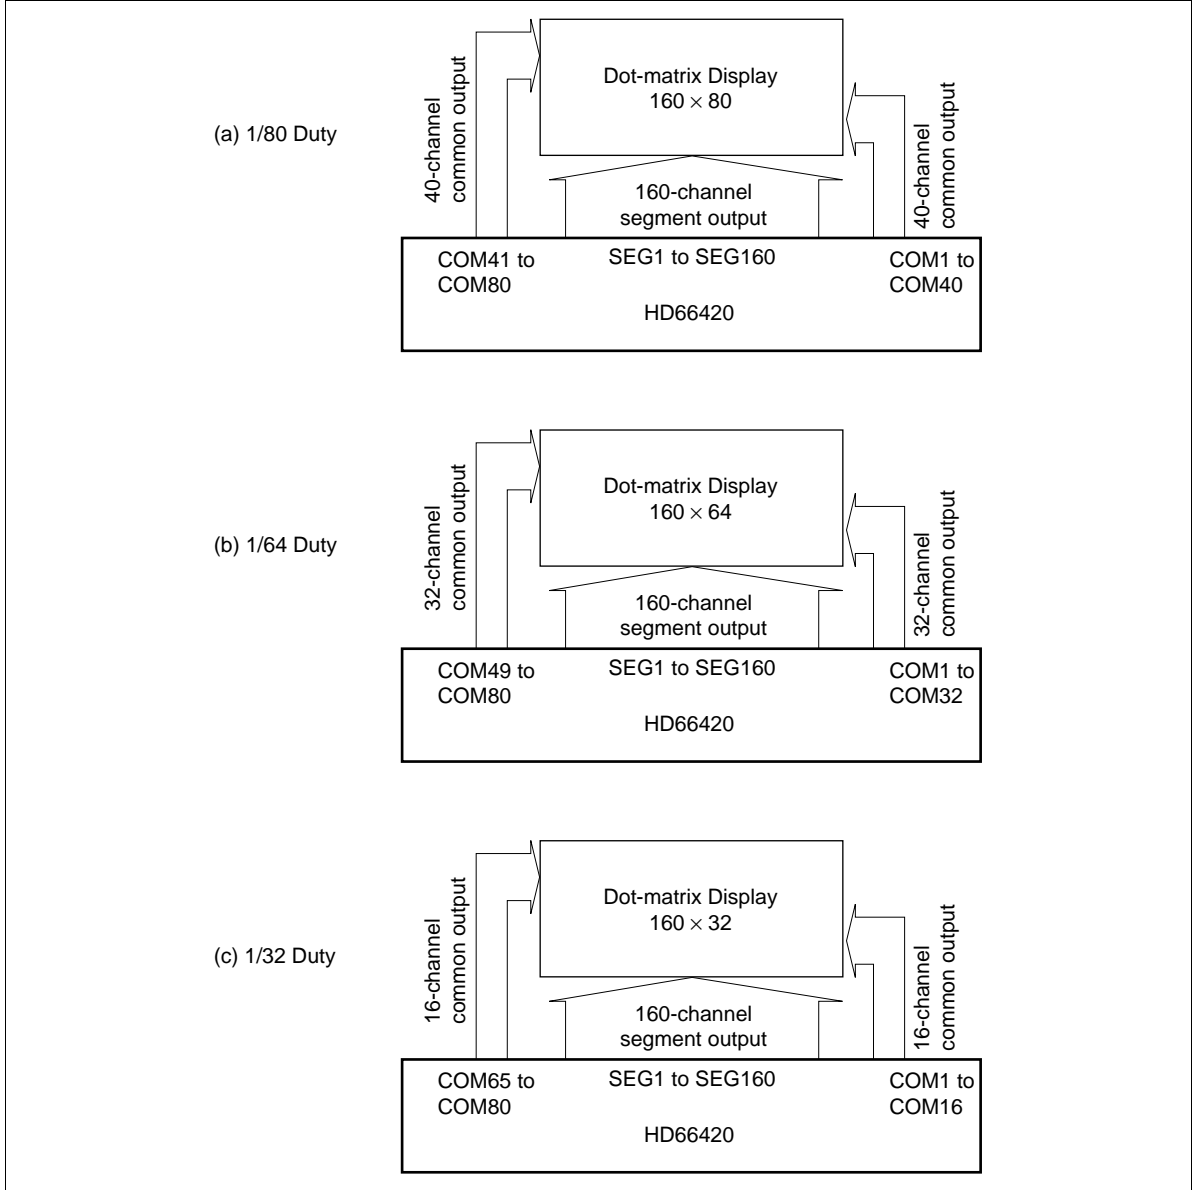 (a) 1/80 Duty
40-channel
common output
Dot-matrix Display
160 × 80
40-channel
common output
160-channel
segment output
COM41 to
COM80
SEG1 to SEG160
COM1 to
COM40
HD66420
(b) 1/64 Duty
32-channel
common output
Dot-matrix Display
160 × 64
32-channel
common output
160-channel
segment output
COM49 to
COM80
SEG1 to SEG160
COM1 to
COM32
HD66420
(c) 1/32 Duty
16-channel
common output
Dot-matrix Display
160 × 32
16-channel
common output
160-channel
segment output
COM65 to
COM80
SEG1 to SEG160
COM1 to
COM16
HD66420